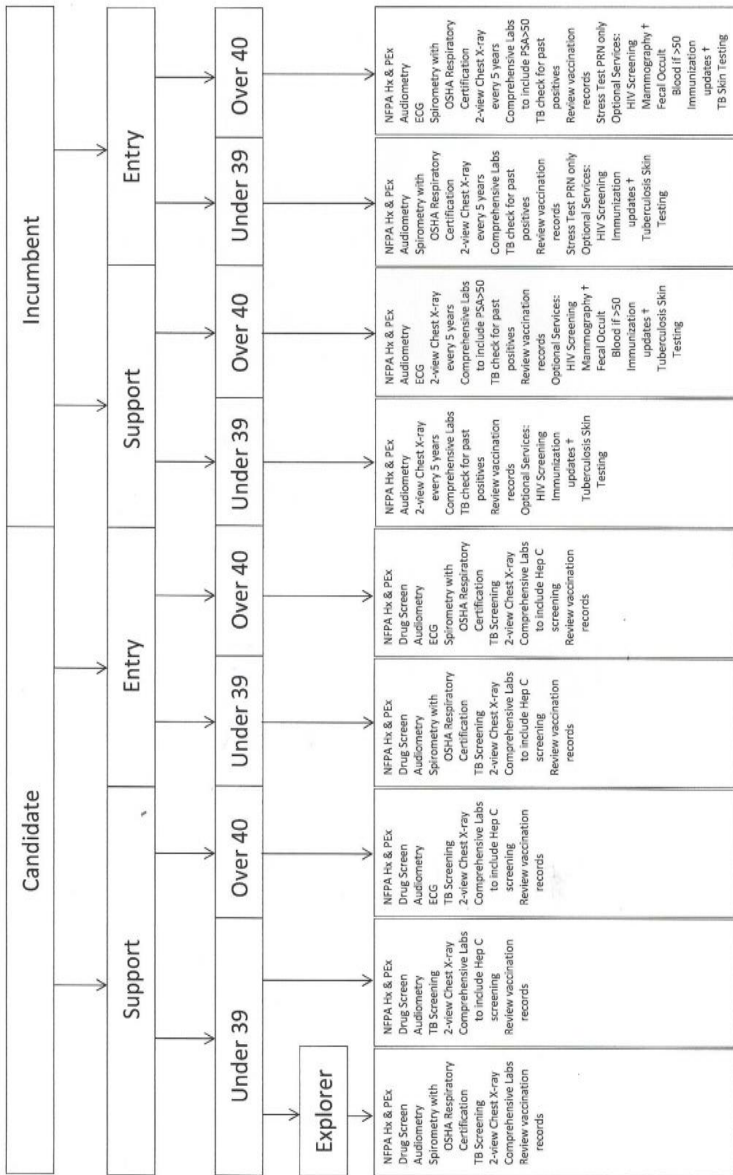 Candidate
Incumbent
Support
Entry
Support
Entry
Under 39
Over 40
Under 39
Over 40
Under 39
Over 40
Under 39
Over 40
Explorer
NFPA Hx & PEx
Drug Screen
Audiometry
Spirometry with
OSHA Respiratory
Certification
TB Screening
2-view Chest X-ray
Comprehensive Labs
Review vaccination
records
NFPA Hx & PEx
Drug Screen
Audiometry
TB Screening
2-view Chest X-ray
Comprehensive Labs
to include Hep C
screening
Review vaccination
records
NFPA Hx & PEx
Drug Screen
Audiometry
ECG
TB Screening
2-view Chest X-ray
Comprehensive Labs
to include Hep C
screening
Review vaccination
records
NFPA Hx & PEx
Drug Screen
Audiometry
Spirometry with
OSHA Respiratory
Certification
TB Screening
2-view Chest X-ray
Comprehensive Labs
to include Hep C
screening
Review vaccination
records
NFPA Hx & PEx
Drug Screen
Audiometry
ECG
Spirometry with
OSHA Respiratory
Certification
TB Screening
2-view Chest X-ray
Comprehensive Labs
to include Hep C
screening
Review vaccination
records
NFPA Hx & PEx
Audiometry
2-view Chest X-ray
every 5 years
Comprehensive Labs
TB check for past
positives
Review vaccination
records
Optional Services:
HIV Screening
Immunization
updates †
Tuberculosis Skin
Testing
NFPA Hx & PEx
Audiometry
ECG
2-view Chest X-ray
every 5 years
Comprehensive Labs
to include PSA>50
TB check for past
positives
Review vaccination
records
Optional Services:
HIV Screening
Mammography †
Fecal Occult
Blood if >50
Immunization
updates †
Tuberculosis Skin
Testing
NFPA Hx & PEx
Audiometry
Spirometry with
OSHA Respiratory
Certification
2-view Chest X-ray
every 5 years
Comprehensive Labs
TB check for past
positives
Review vaccination
records
Stress Test PRN only
Optional Services:
HIV Screening
Immunization
updates †
Tuberculosis Skin
Testing
NFPA Hx & PEx
Audiometry
ECG
Spirometry with
OSHA Respiratory
Certification
2-view Chest X-ray
every 5 years
Comprehensive Labs
to include PSA>50
TB check for past
positives
Review vaccination
records
Stress Test PRN only
Optional Services:
HIV Screening
Mammography †
Fecal Occult
Blood if >50
Immunization
updates †
TB Skin Testing